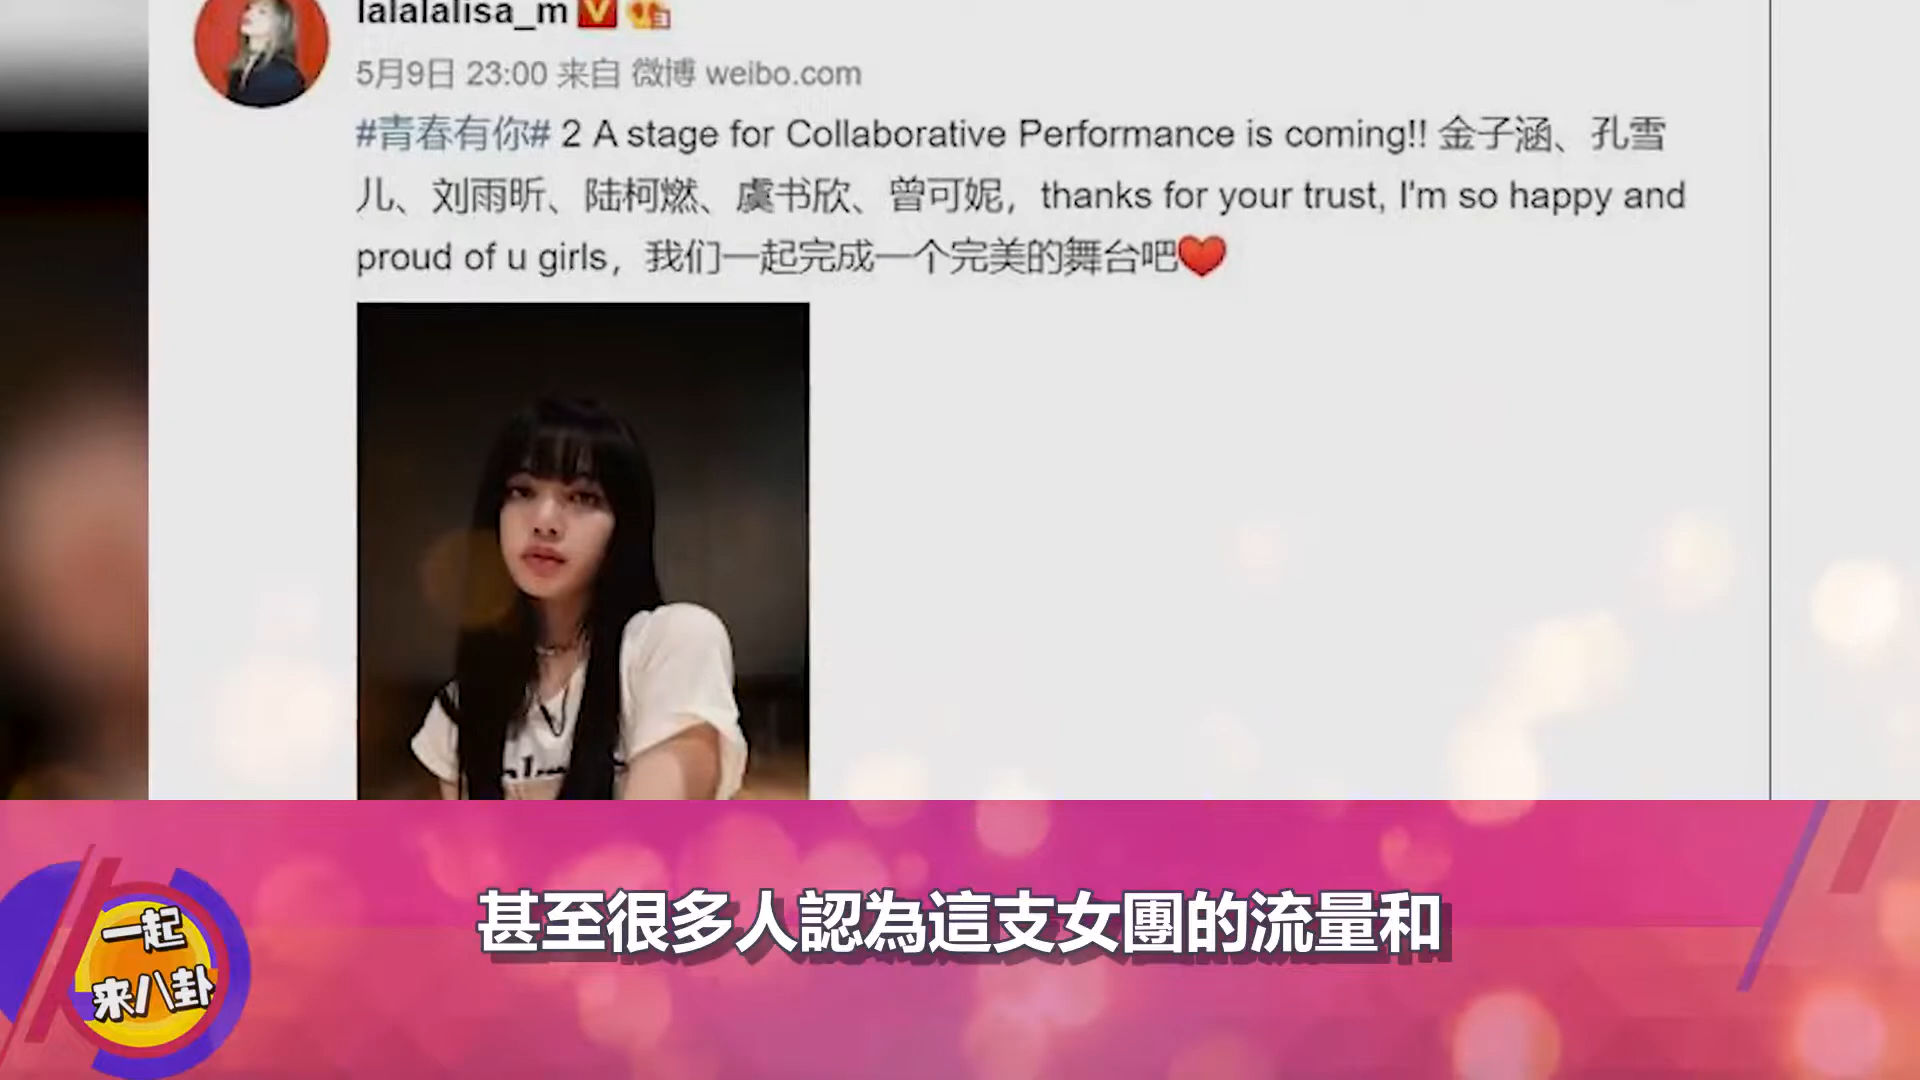 lalalalisa_m
5月9日 23:00 来自 微博 weibo.com
#青春有你# 2 A stage for Collaborative Performance is coming!! 金子涵、孔雪
儿、刘雨昕、陆柯燃、虞书欣、曾可妮，thanks for your trust, I'm so happy and
proud of u girls，我们一起完成一个完美的舞台吧
甚至很多人認為這支女團的流量和
一起
来八卦